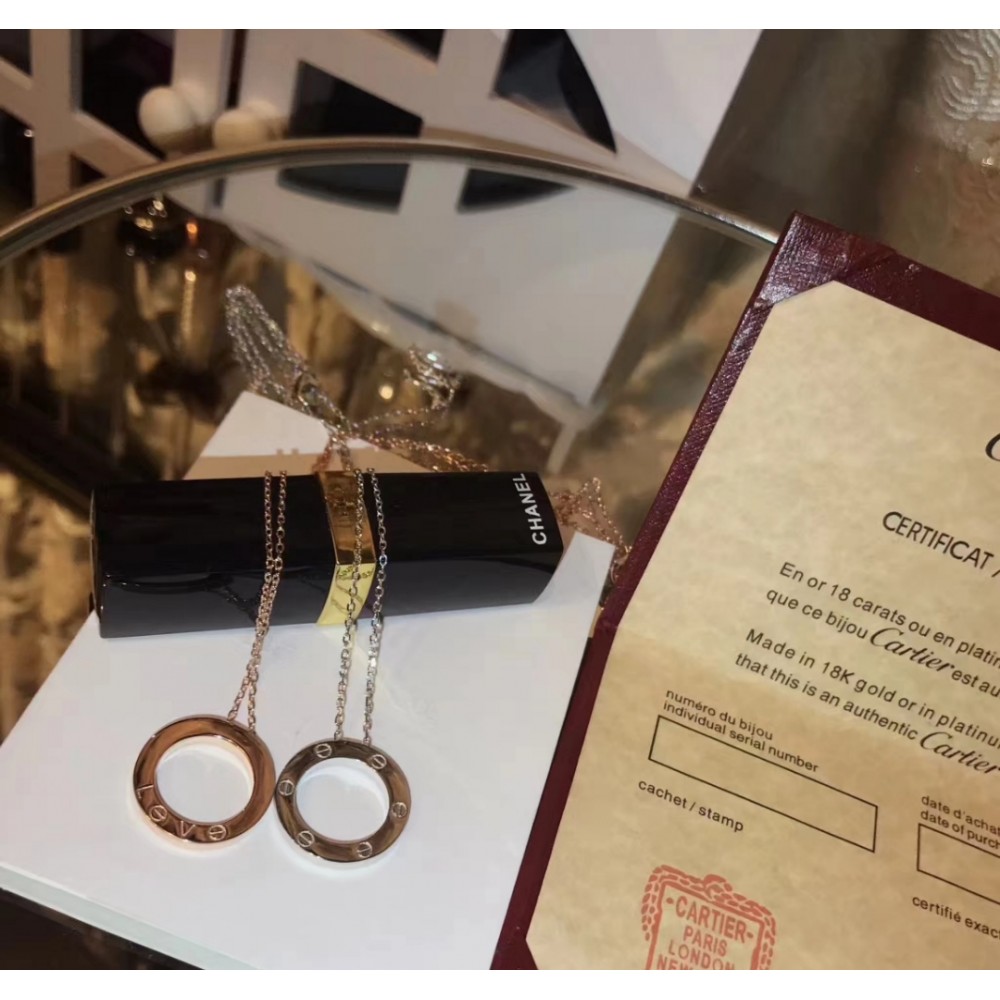 CHANEL
Love
CERTIFICAT
En or 18 carats ou en platin
que ce bijou Cartier est au
Made in 18K gold or in platinu
that this is an authentic Cartier
numéro du bijou
individual serial number
cachet / stamp
date d'achat
date of purch
certifié exac
CARTIER
PARIS
LONDON
NEW